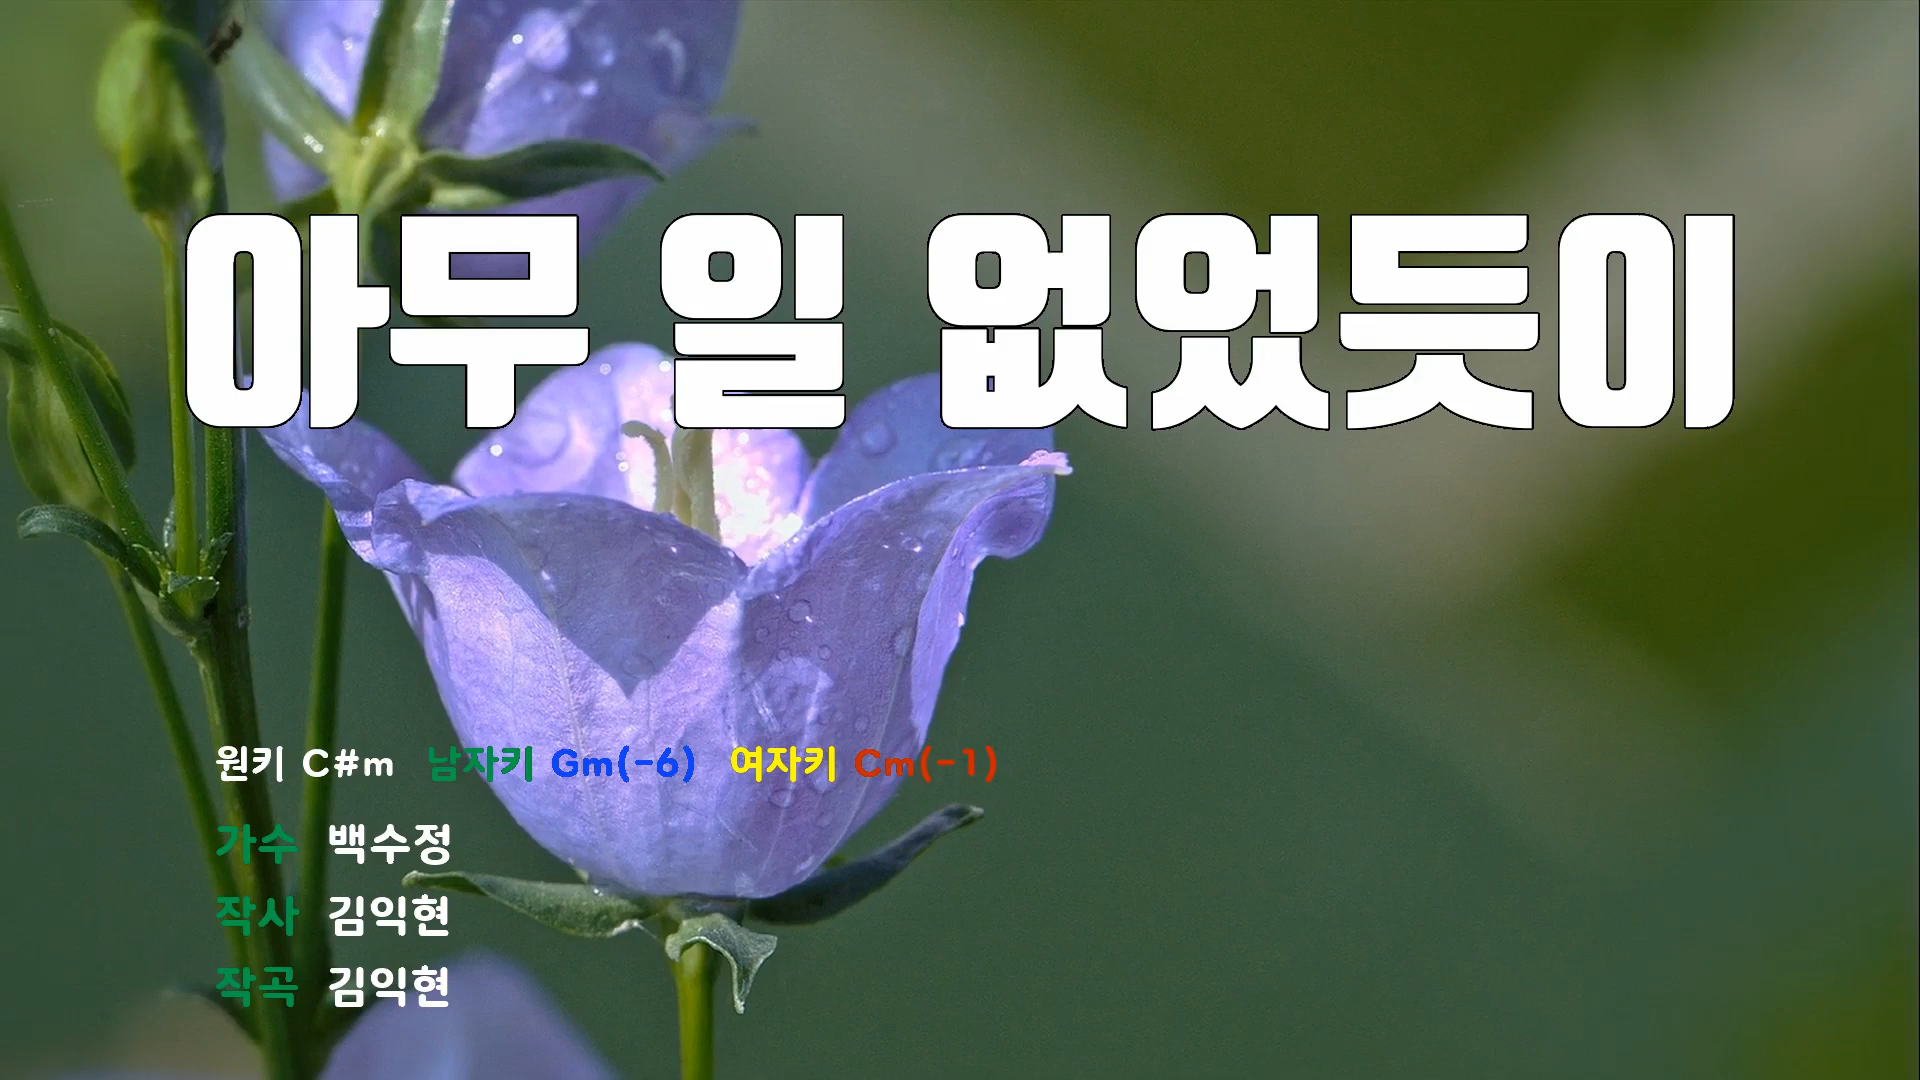 아무 일 없었듯이
원키 C#m 남자키 Gm(-6) 여자키 Cm(-1)
가수 백수정
작사 김익현
작곡 김익현